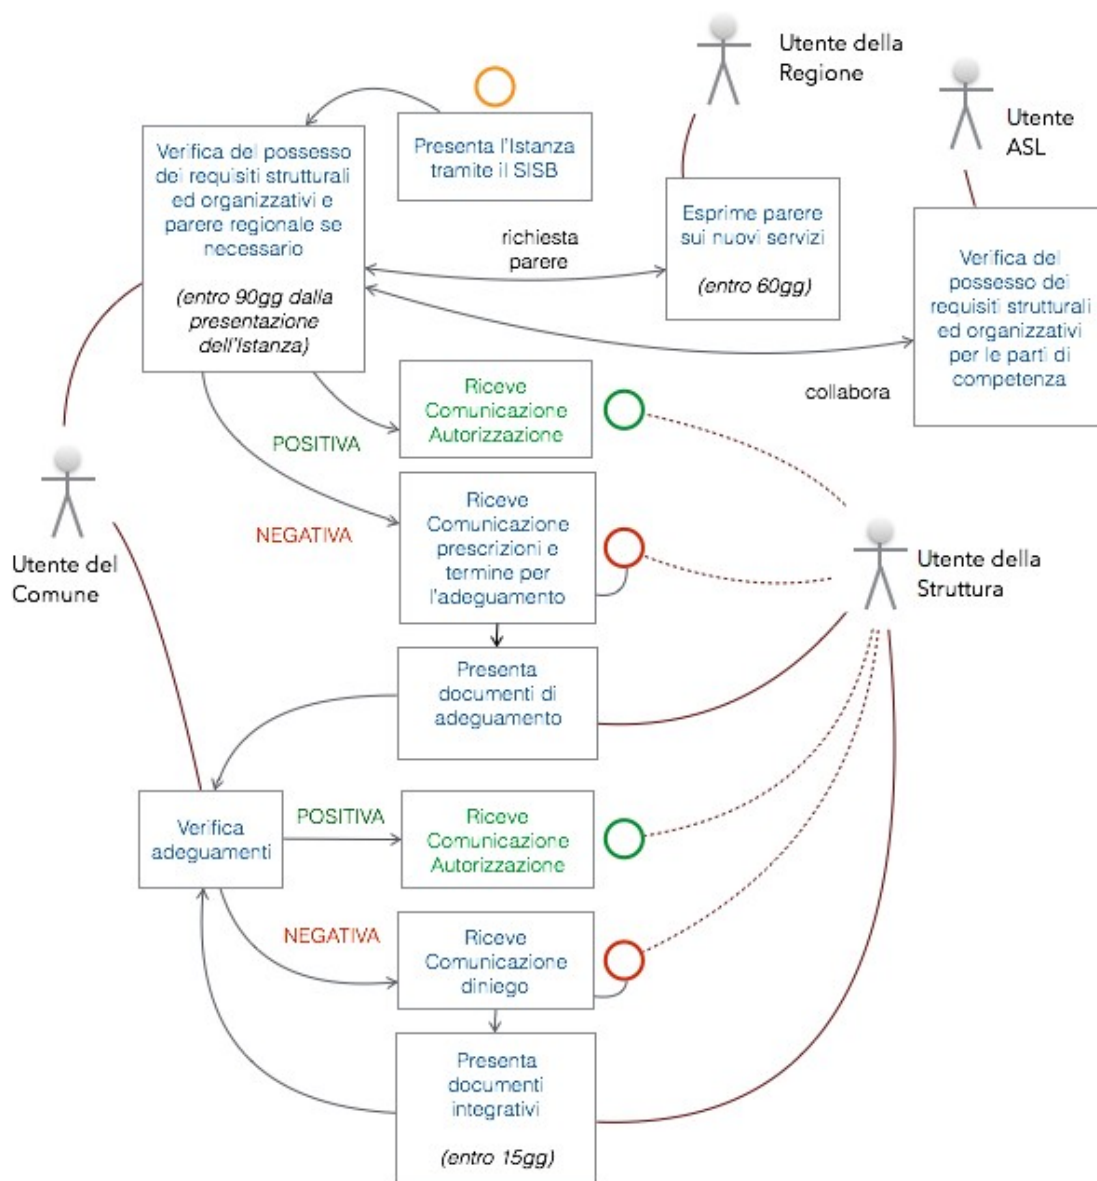 Utente della
Regione
Utente
ASL
Presenta l'Istanza
tramite il SISB
Verifica del possesso
dei requisiti strutturali
ed organizzativi e
parere regionale se
necessario
(entro 90gg dalla
presentazione
dell'Istanza)
richiesta
parere
Esprime parere
sui nuovi servizi
(entro 60gg)
Verifica del
possesso dei
requisiti strutturali
ed organizzativi
per le parti di
competenza
collabora
Riceve
Comunicazione
Autorizzazione
POSITIVA
Utente del
Comune
NEGATIVA
Riceve
Comunicazione
prescrizioni e
termine per
l'adeguamento
Utente della
Struttura
Presenta
documenti di
adeguamento
Verifica
adeguamenti
POSITIVA
Riceve
Comunicazione
Autorizzazione
NEGATIVA
Riceve
Comunicazione
diniego
Presenta
documenti
integrativi
(entro 15gg)